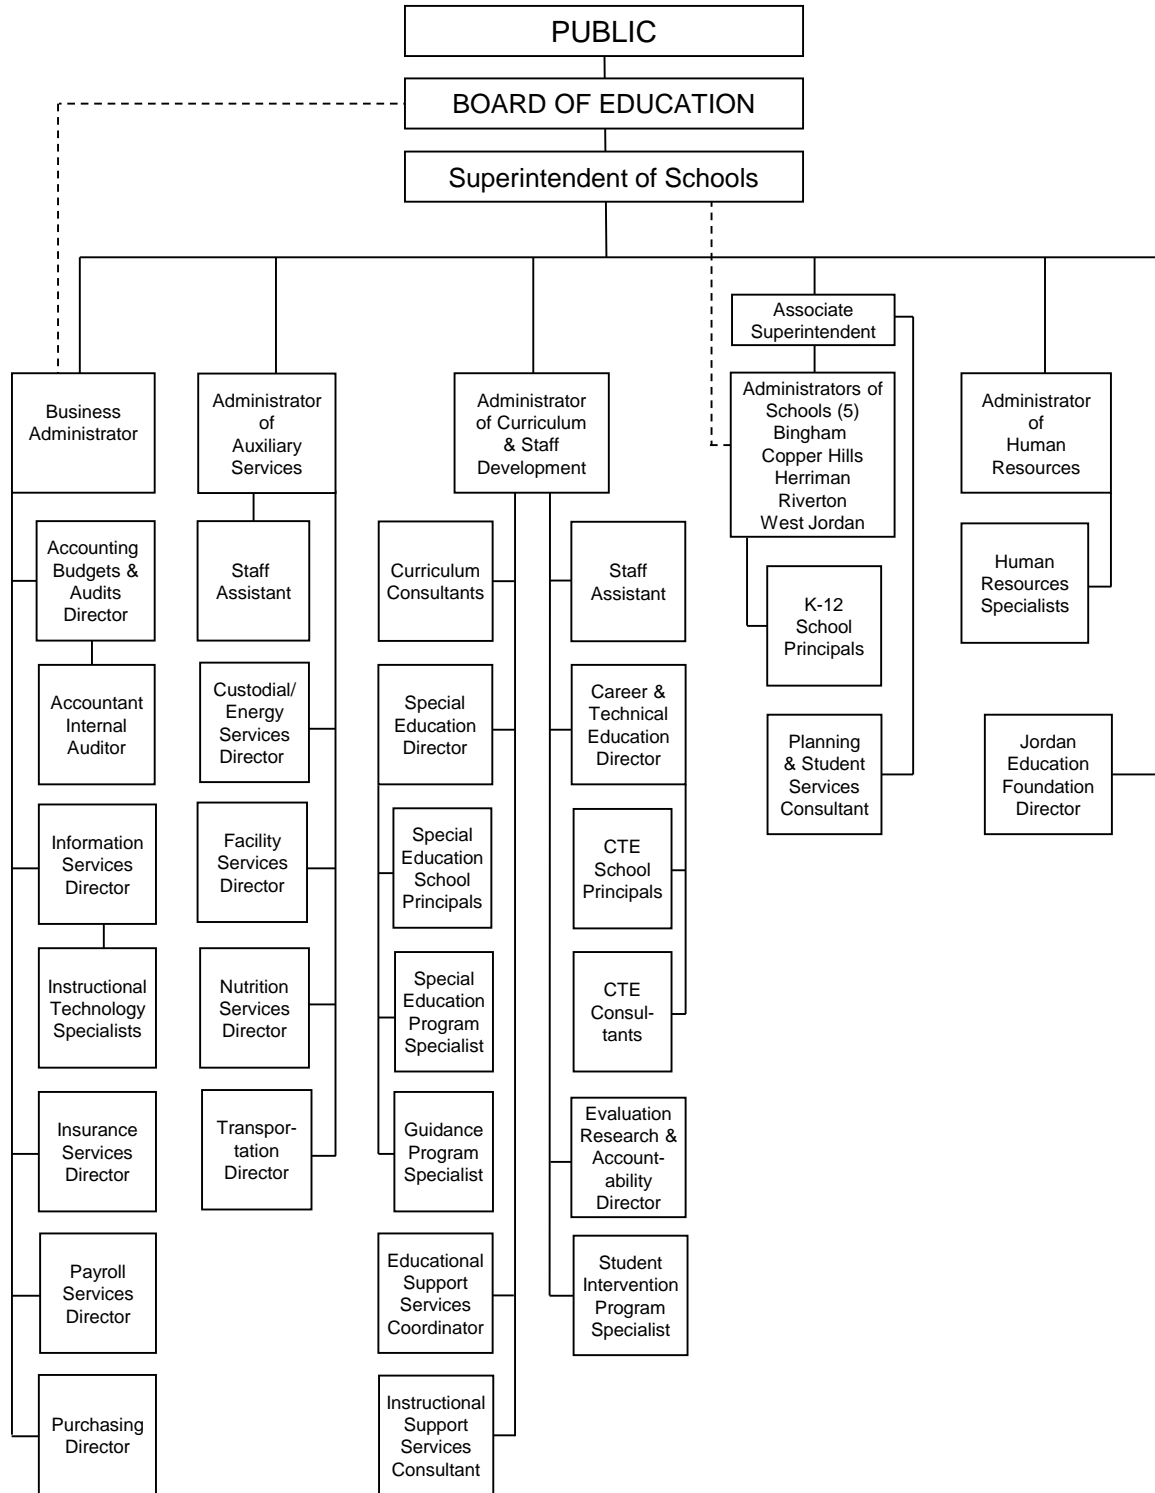 PUBLIC
BOARD OF EDUCATION
Superintendent of Schools
Associate
Superintendent
Business
Administrator
Administrator
of
Auxiliary
Services
Administrator
of Curriculum
& Staff
Development
Administrators of
Schools (5)
Bingham
Copper Hills
Herriman
Riverton
West Jordan
Administrator
of
Human
Resources
Accounting
Budgets &
Audits
Director
Staff
Assistant
Curriculum
Consultants
Staff
Assistant
K-12
School
Principals
Human
Resources
Specialists
Accountant
Internal
Auditor
Custodial/
Energy
Services
Director
Special
Education
Director
Career &
Technical
Education
Director
Planning
& Student
Services
Consultant
Jordan
Education
Foundation
Director
Information
Services
Director
Facility
Services
Director
Special
Education
School
Principals
CTE
School
Principals
Instructional
Technology
Specialists
Nutrition
Services
Director
Special
Education
Program
Specialist
CTE
Consul-
tants
Insurance
Services
Director
Transpor-
tation
Director
Guidance
Program
Specialist
Evaluation
Research &
Account-
ability
Director
Payroll
Services
Director
Educational
Support
Services
Coordinator
Student
Intervention
Program
Specialist
Purchasing
Director
Instructional
Support
Services
Consultant